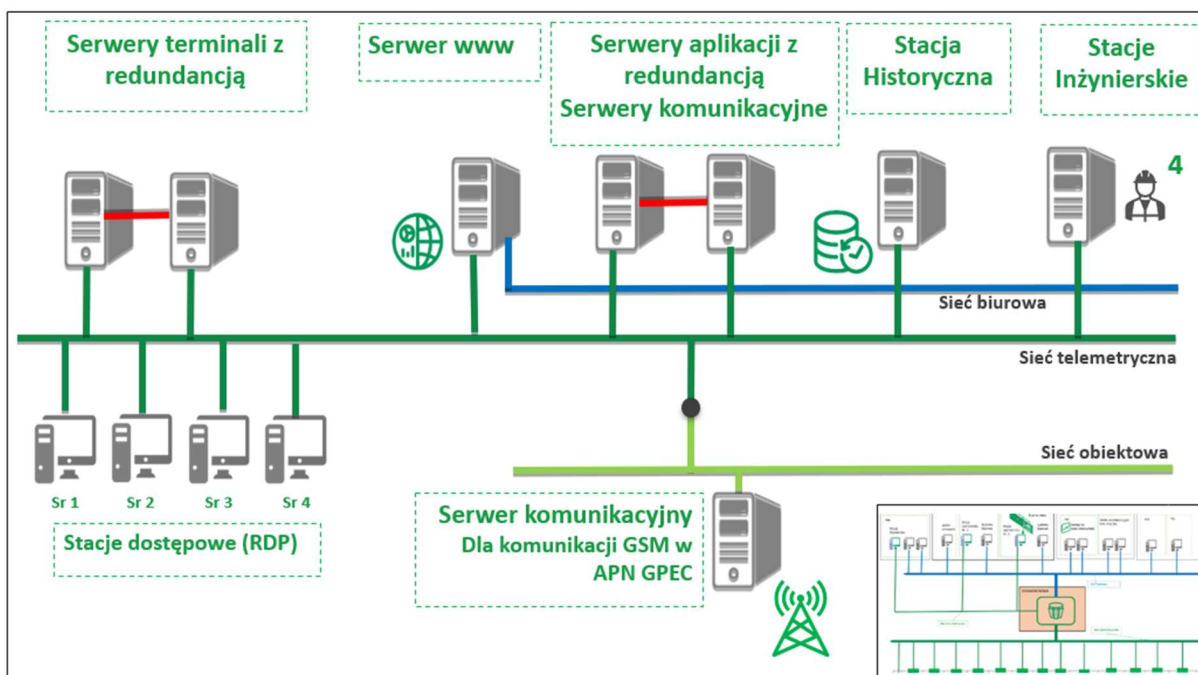 Serwery terminali z
redundancją
Serwer www
Serwery aplikacji z
redundancją
Serwery komunikacyjne
Stacja
Historyczna
Stacje
Inżynierskie
4
Sieć biurowa
Sieć telemetryczna
Sr 1
Sr 2
Sr 3
Sr 4
Stacje dostępowe (RDP)
Sieć obiektowa
Serwer komunikacyjny
Dla komunikacji GSM w
APN GPEC